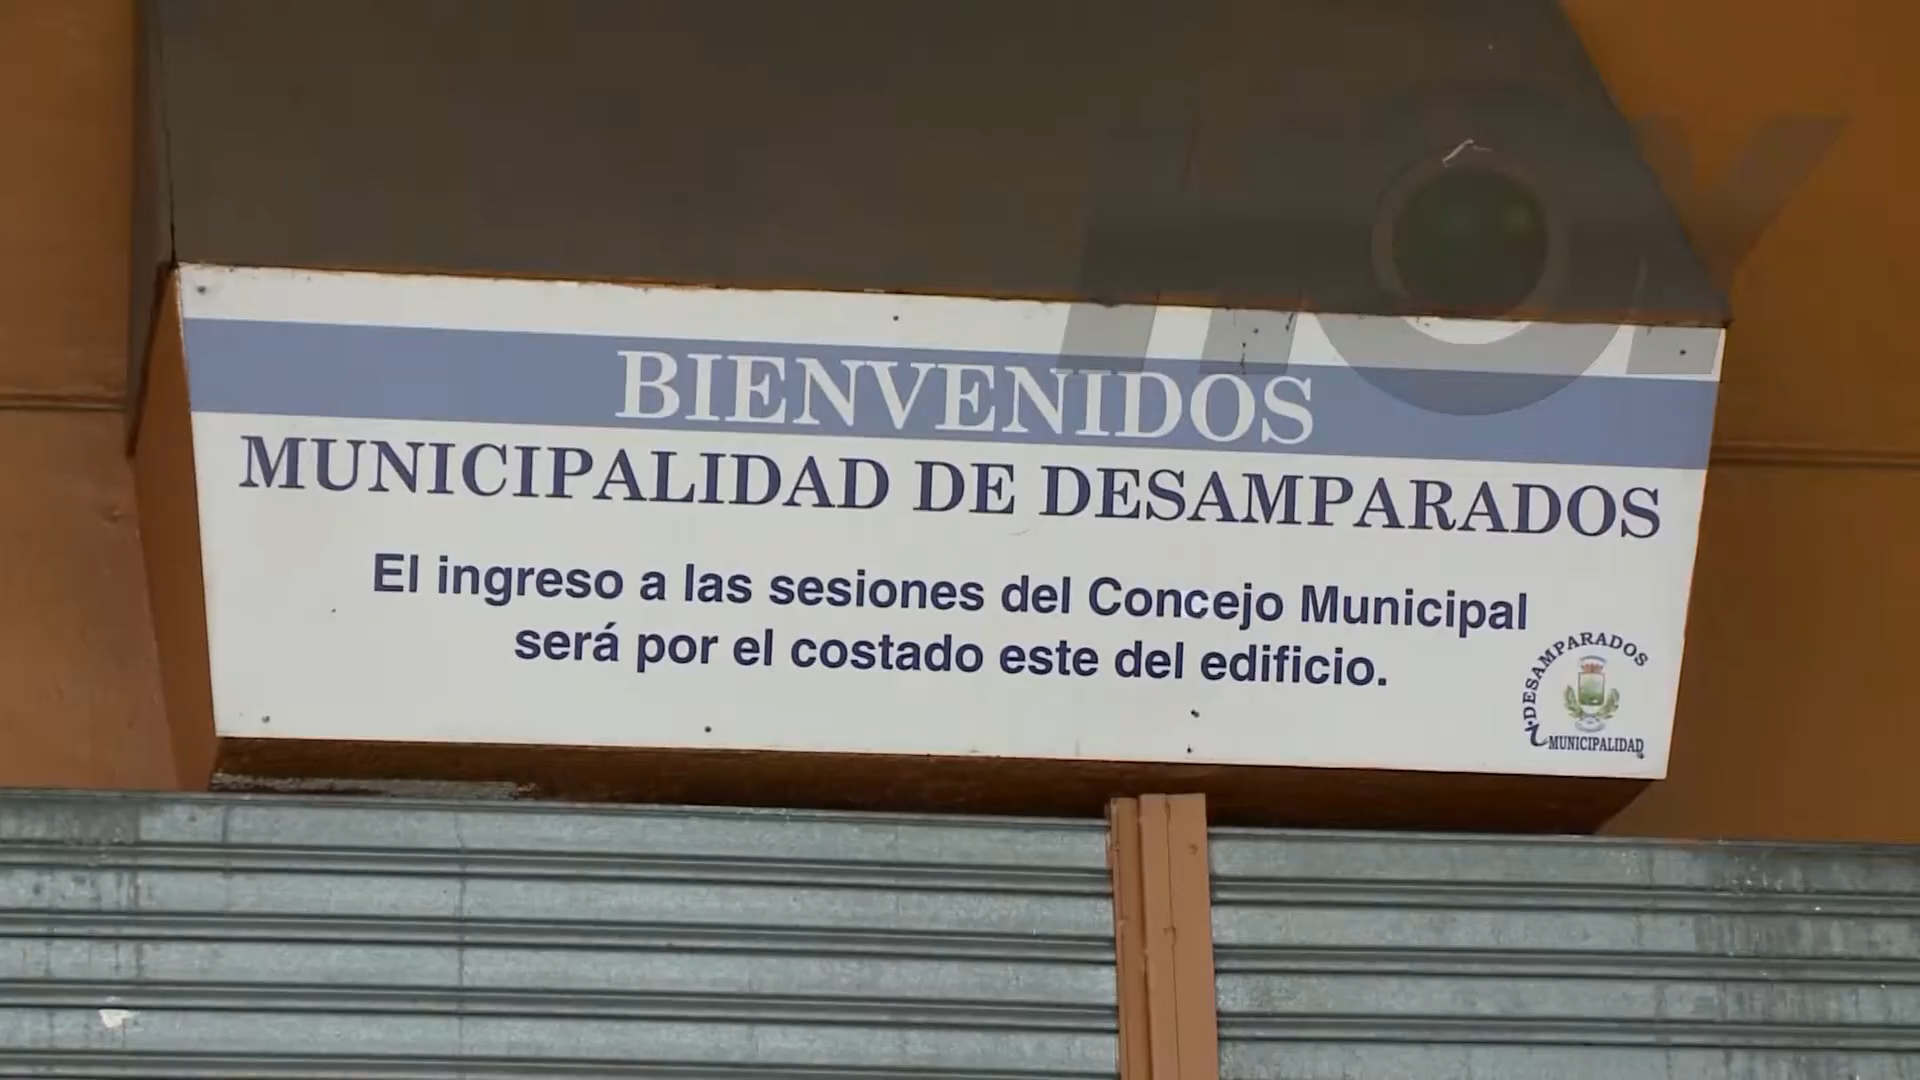 noy
BIENVENIDOS
MUNICIPALIDAD DE DESAMPARADOS
El ingreso a las sesiones del Concejo Municipal
será por el costado este del edificio.
DESAMPARADOS
MUNICIPALIDAD